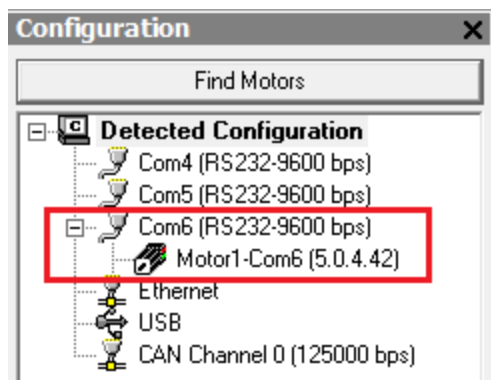 Configuration
Find Motors
Detected Configuration
Com4 (RS232-9600 bps)
Com5 (RS232-9600 bps)
Com6 (RS232-9600 bps)
Motor1-Com6 (5.0.4.42)
Ethernet
USB
CAN Channel 0 (125000 bps)